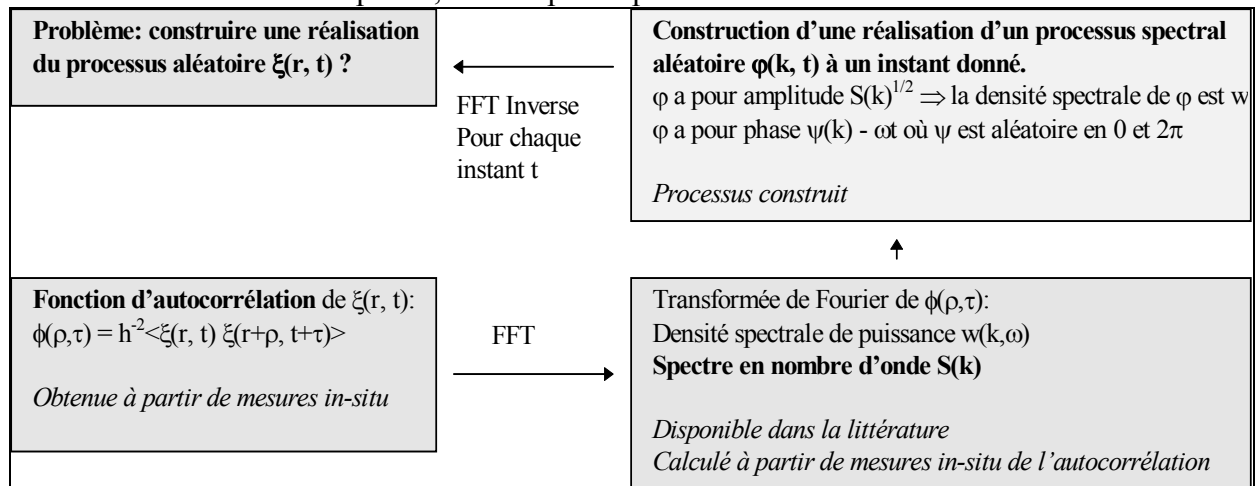 Problème: construire une réalisation
du processus aléatoire ξ(r, t) ?
FFT Inverse
Pour chaque
instant t
Construction d'une réalisation d'un processus spectral
aléatoire φ(k, t) à un instant donné.
φ a pour amplitude S(k)^1/2 ⇒ la densité spectrale de φ est w
φ a pour phase ψ(k) - ωt où ψ est aléatoire en 0 et 2π
Processus construit
Fonction d'autocorrélation de ξ(r, t):
ϕ(ρ,τ) = h^-2<ξ(r, t) ξ(r+ρ, t+τ)>
Obtenue à partir de mesures in-situ
FFT
Transformée de Fourier de ϕ(ρ,τ):
Densité spectrale de puissance w(k,ω)
Spectre en nombre d'onde S(k)
Disponible dans la littérature
Calculé à partir de mesures in-situ de l'autocorrélation